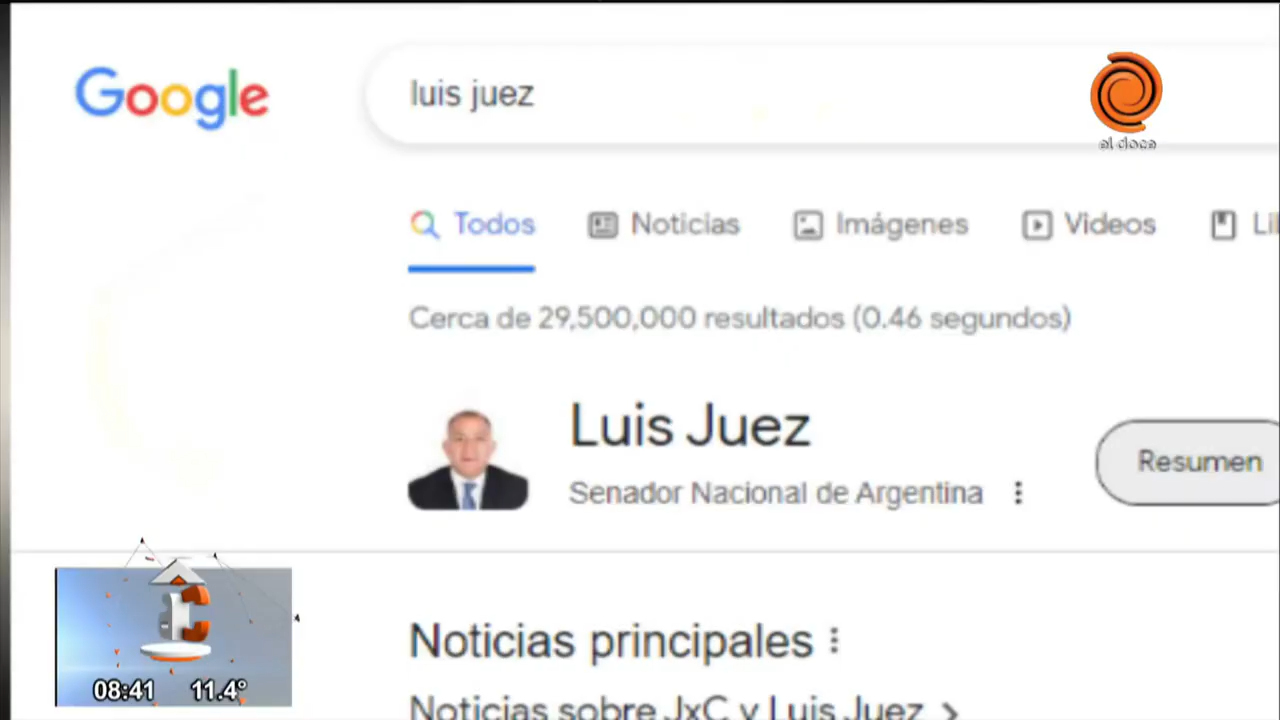 Google
luis juez
al doce
Todos
Noticias
Imágenes
Videos
Cerca de 29,500,000 resultados (0.46 segundos)
Luis Juez
Senador Nacional de Argentina
Resumen
Noticias principales
Noticias sobre JxC y Luis Juez
08:41 11.4°